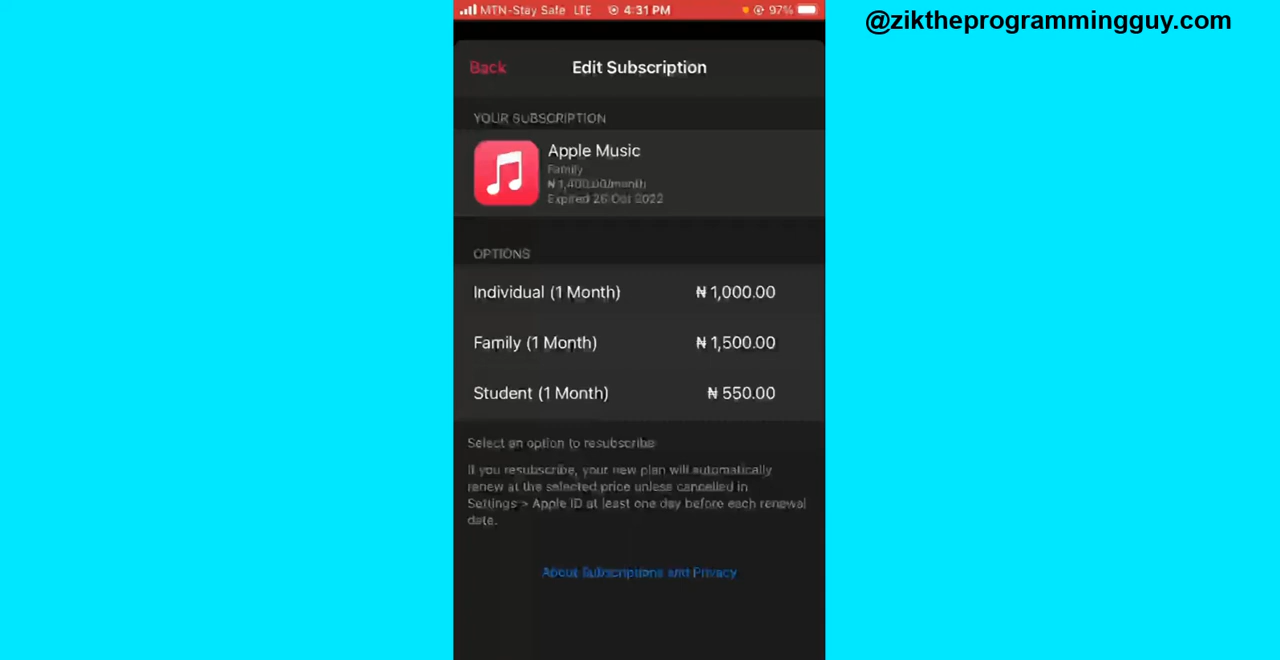 MTN-Stay Safe LTE 4:31 PM 97%
@ziktheprogrammingguy.com
Back Edit Subscription
YOUR SUBSCRIPTION
Apple Music
Family
₦ 1,400.00/month
Expired 26 Oct 2022
OPTIONS
Individual (1 Month) ₦ 1,000.00
Family (1 Month) ₦ 1,500.00
Student (1 Month) ₦ 550.00
Select an option to resubscribe
If you resubscribe, your new plan will automatically
renew at the selected price unless cancelled in
Settings > Apple ID at least one day before each renewal
date.
About Subscriptions and Privacy